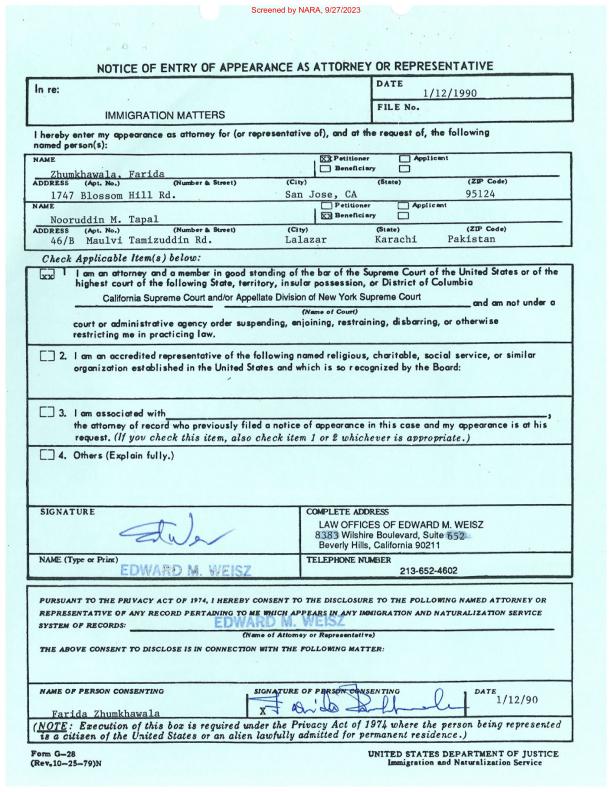 Screened by NARA, 9/27/2023
NOTICE OF ENTRY OF APPEARANCE AS ATTORNEY OR REPRESENTATIVE
In re:
IMMIGRATION MATTERS
DATE
1/12/1990
FILE No.
I hereby enter my appearance as attorney for (or representative of), and at the request of, the following
named person(s):
NAME XX Petitioner Applicant
Beneficiary
Zhumkhawala, Farida
ADDRESS (Apt. No.) (Number & Street) (City) (State) (ZIP Code)
1747 Blossom Hill Rd. San Jose, CA 95124
NAME Petitioner Applicant
XX Beneficiary
Nooruddin M. Tapal
ADDRESS (Apt. No.) (Number & Street) (City) (State) (ZIP Code)
46/B Maulvi Tamizuddin Rd. Lalazar Karachi Pakistan
Check Applicable Item(s) below:
XX 1 I am an attorney and a member in good standing of the bar of the Supreme Court of the United States or of the
highest court of the following State, territory, insular possession, or District of Columbia
California Supreme Court and/or Appellate Division of New York Supreme Court and am not under a
(Name of Court)
court or administrative agency order suspending, enjoining, restraining, disbarring, or otherwise
restricting me in practicing law.
2. I am an accredited representative of the following named religious, charitable, social service, or similar
organization established in the United States and which is so recognized by the Board:
3. I am associated with ,
the attorney of record who previously filed a notice of appearance in this case and my appearance is at his
request. (If you check this item, also check item 1 or 2 whichever is appropriate.)
4. Others (Explain fully.)
SIGNATURE
COMPLETE ADDRESS
LAW OFFICES OF EDWARD M. WEISZ
8383 Wilshire Boulevard, Suite 652
Beverly Hills, California 90211
NAME (Type or Print)
EDWARD M. WEISZ
TELEPHONE NUMBER
213-652-4602
PURSUANT TO THE PRIVACY ACT OF 1974, I HEREBY CONSENT TO THE DISCLOSURE TO THE FOLLOWING NAMED ATTORNEY OR
REPRESENTATIVE OF ANY RECORD PERTAINING TO ME WHICH APPEARS IN ANY IMMIGRATION AND NATURALIZATION SERVICE
SYSTEM OF RECORDS:
EDWARD M. WEISZ
(Name of Attorney or Representative)
THE ABOVE CONSENT TO DISCLOSE IS IN CONNECTION WITH THE FOLLOWING MATTER:
NAME OF PERSON CONSENTING
Farida Zhumkhawala
SIGNATURE OF PERSON CONSENTING
X
DATE
1/12/90
(NOTE: Execution of this box is required under the Privacy Act of 1974 where the person being represented
is a citizen of the United States or an alien lawfully admitted for permanent residence.)
Form G-28
(Rev.10-25-79)N
UNITED STATES DEPARTMENT OF JUSTICE
Immigration and Naturalization Service